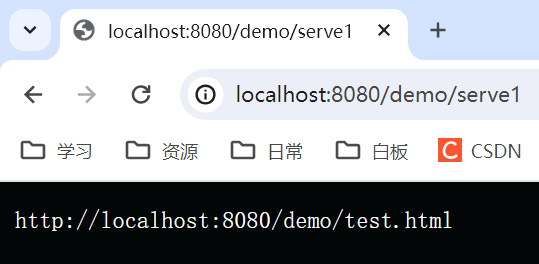 localhost:8080/demo/serve1
localhost:8080/demo/serve1
学习 资源 日常 白板 C CSDN
http://localhost:8080/demo/test.html